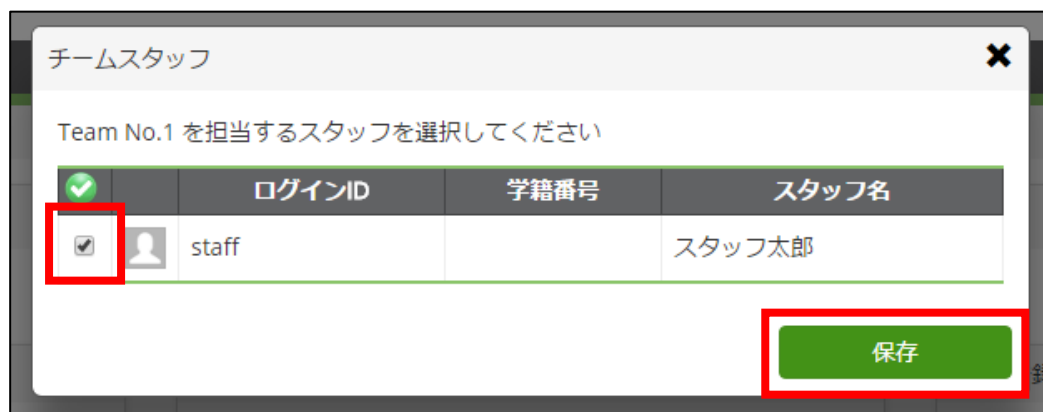 チームスタッフ
Team No.1 を担当するスタッフを選択してください
ログインID 学籍番号 スタッフ名
staff スタッフ太郎
保存